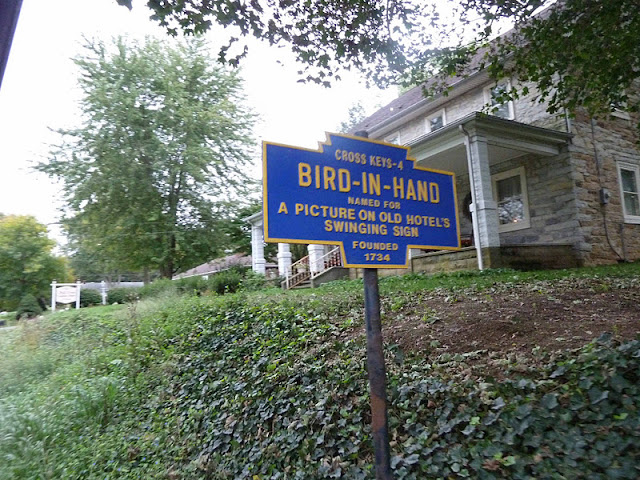 CROSS KEYS-4
BIRD-IN-HAND
NAMED FOR
A PICTURE ON OLD HOTEL'S
SWINGING SIGN
FOUNDED
1734